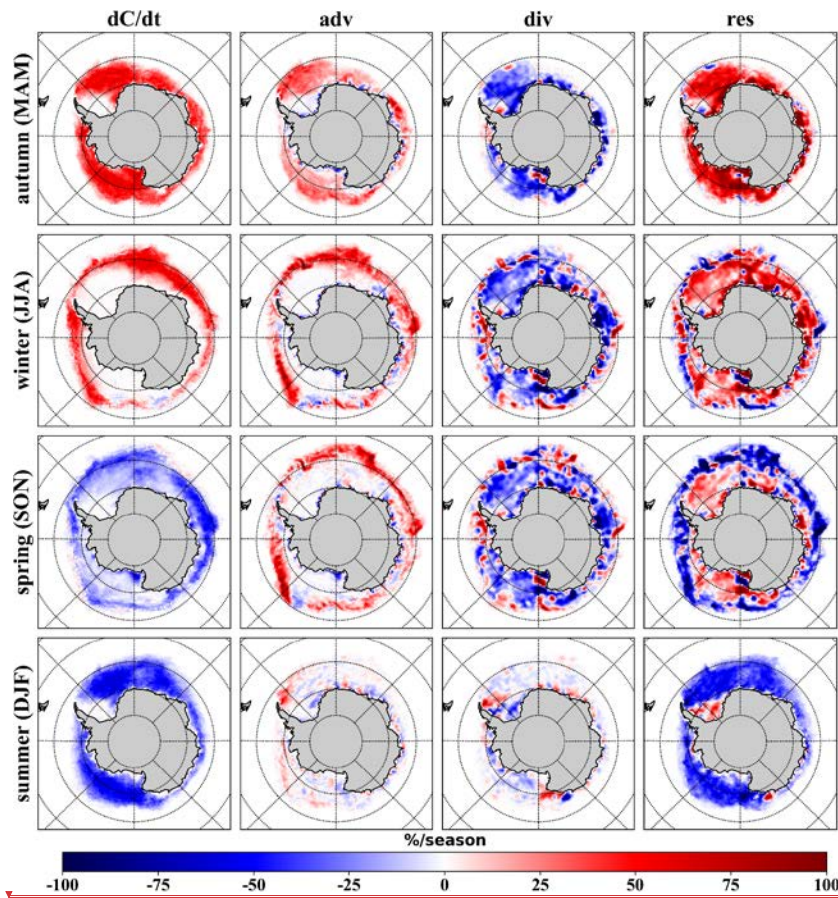 dC/dt adv div res
autumn (MAM)
winter (JJA)
spring (SON)
summer (DJF)
%/season
-100 -75 -50 -25 0 25 50 75 100